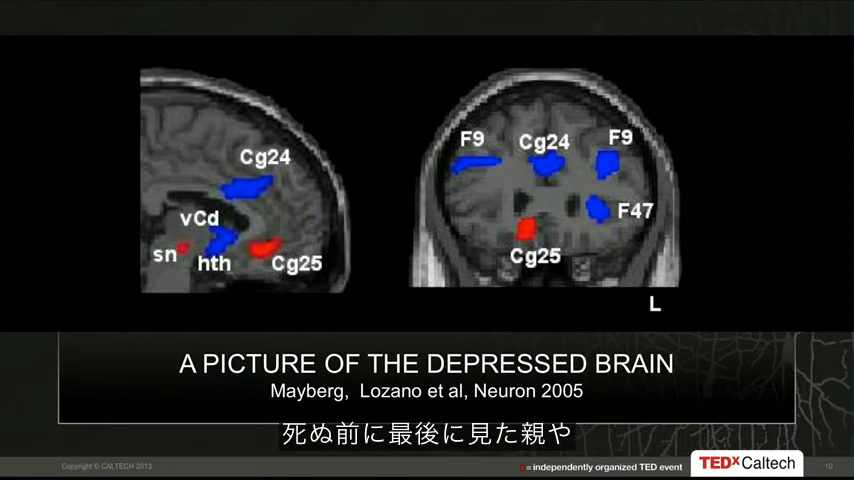 Cg24
vCd
sn
hth
Cg25
F9
Cg24
F9
F47
Cg25
L
A PICTURE OF THE DEPRESSED BRAIN
Mayberg, Lozano et al, Neuron 2005
死ぬ前に最後に見た親や
Copyright © CALTECH 2013
x = independently organized TED event
TEDxCaltech
10